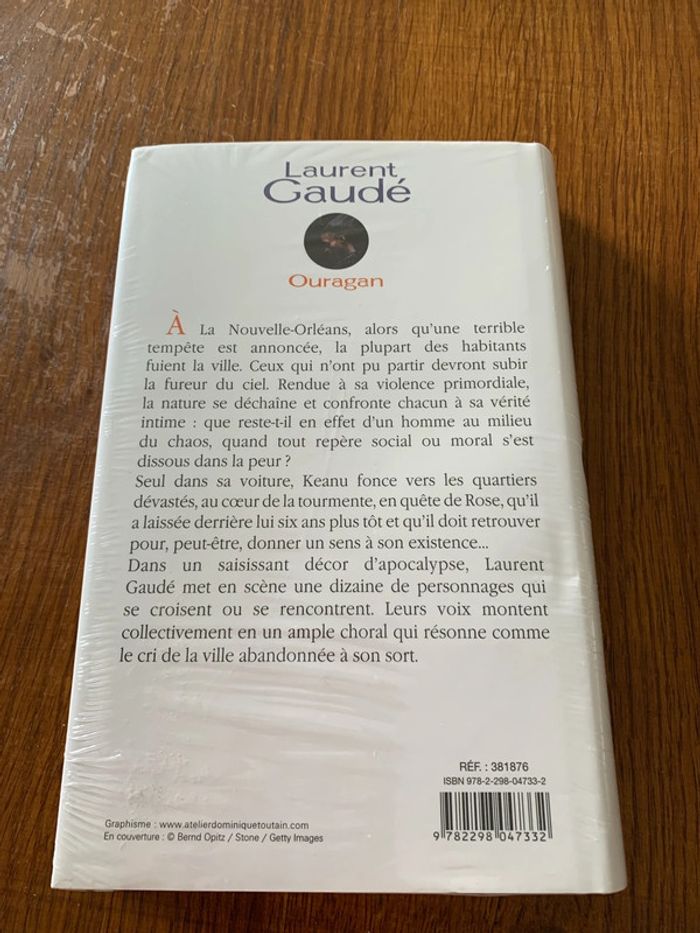 Laurent
Gaudé
Ouragan
À La Nouvelle-Orléans, alors qu'une terrible
tempête est annoncée, la plupart des habitants
fuient la ville. Ceux qui n'ont pu partir devront subir
la fureur du ciel. Rendue à sa violence primordiale,
la nature se déchaîne et confronte chacun à sa vérité
intime : que reste-t-il en effet d'un homme au milieu
du chaos, quand tout repère social ou moral s'est
dissous dans la peur ?
Seul dans sa voiture, Keanu fonce vers les quartiers
dévastés, au cœur de la tourmente, en quête de Rose, qu'il
a laissée derrière lui six ans plus tôt et qu'il doit retrouver
pour, peut-être, donner un sens à son existence...
Dans un saisissant décor d'apocalypse, Laurent
Gaudé met en scène une dizaine de personnages qui
se croisent ou se rencontrent. Leurs voix montent
collectivement en un ample choral qui résonne comme
le cri de la ville abandonnée à son sort.
RÉF. : 381876
ISBN 978-2-298-04733-2
9 782298 047332
Graphisme : www.atelierdominiquetoutain.com
En couverture : © Bernd Opitz / Stone / Getty Images